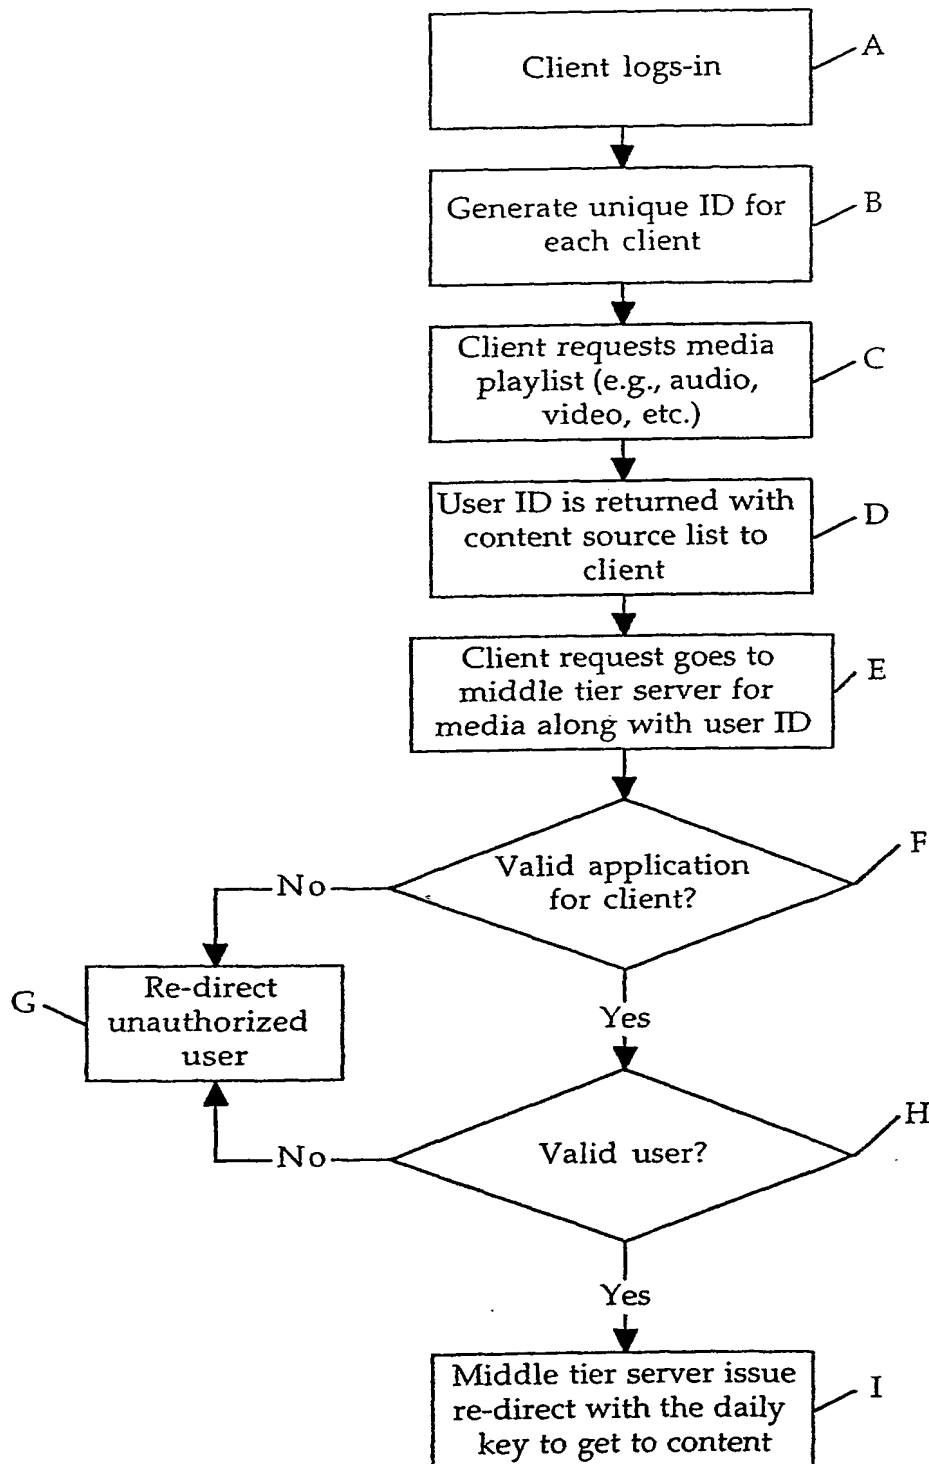 Client logs-in
A
Generate unique ID for
each client
B
Client requests media
playlist (e.g., audio,
video, etc.)
C
User ID is returned with
content source list to
client
D
Client request goes to
middle tier server for
media along with user ID
E
Valid application
for client?
F
No
Yes
G
Re-direct
unauthorized
user
Valid user?
H
No
Yes
Middle tier server issue
re-direct with the daily
key to get to content
I